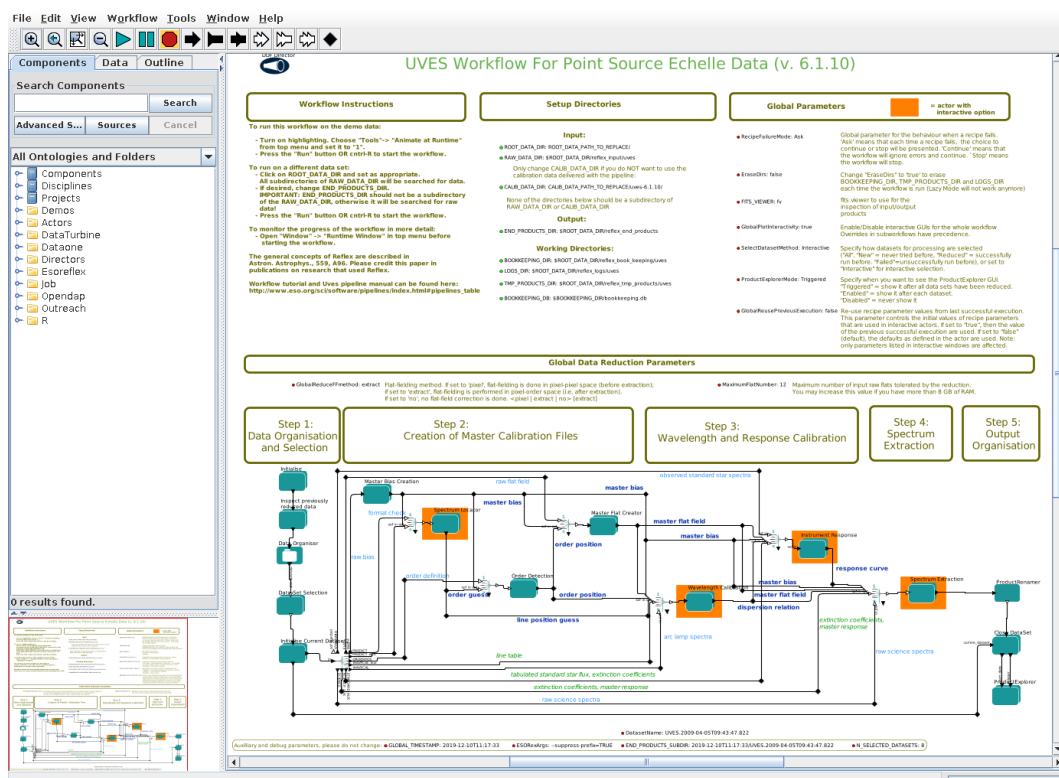 File Edit View Workflow Tools Window Help
Components Data Outline
Search Components
Search
Advanced S... Sources Cancel
All Ontologies and Folders
Components
Disciplines
Projects
Demos
Actors
DataTurbine
Dataone
Directors
Esoreflex
Job
Opendap
Outreach
R
0 results found.
UVES Workflow For Point Source Echelle Data (v. 6.1.10)
Workflow Instructions
To run this workflow on the demo data:
- Turn on highlighting. Choose "Tools"-> "Animate at Runtime"
from top menu and set it to "1".
- Press the "Run" button OR cntrl-R to start the workflow.
To run on a different data set:
- Click on ROOT_DATA_DIR and set as appropriate.
All subdirectories of RAW_DATA_DIR will be searched for data.
- if desired, change END_PRODUCTS_DIR.
IMPORTANT: END_PRODUCTS_DIR should not be a subdirectory
of the RAW_DATA_DIR, otherwise it will be searched for raw
data!
- Press the "Run" button OR cntrl-R to start the workflow.
To monitor the progress of the workflow in more detail:
- Open "Window" -> "Runtime Window" in top menu before
starting the workflow.
The general concepts of Reflex are described in
Astron. Astrophys., 559, A96. Please credit this paper in
publications on research that used Reflex.
Workflow tutorial and Uves pipeline manual can be found here:
http://www.eso.org/sci/software/pipelines/index.html#pipelines_table
Setup Directories
Input:
ROOT_DATA_DIR: ROOT_DATA_PATH_TO_REPLACE/
RAW_DATA_DIR: $ROOT_DATA_DIR/reflex_input/uves
Only change CALIB_DATA_DIR if you do NOT want to use the
calibration data delivered with the pipeline:
CALIB_DATA_DIR: CALIB_DATA_PATH_TO_REPLACE/uves-6.1.10/
None of the directories below should be a subdirectory of
RAW_DATA_DIR or CALIB_DATA_DIR
Output:
END_PRODUCTS_DIR: $ROOT_DATA_DIR/reflex_end_products
Working Directories:
BOOKKEEPING_DIR: $ROOT_DATA_DIR/reflex_book_keeping/uves
LOGS_DIR: $ROOT_DATA_DIR/reflex_logs/uves
TMP_PRODUCTS_DIR: $ROOT_DATA_DIR/reflex_tmp_products/uves
BOOKKEEPING_DB: $BOOKKEEPING_DIR/bookkeeping.db
Global Parameters
= actor with
interactive option
RecipeFailureMode: Ask
Global parameter for the behaviour when a recipe fails.
'Ask' means that each time a recipe fails, the choice to
continue or stop wil be presented. 'Continue' means that
the workflow will ignore errors and continue. 'Stop' means
the workflow will stop.
EraseDirs: false
Change "EraseDirs" to 'true' to erase
BOOKKEEPING_DIR, TMP_PRODUCTS_DIR and LOGS_DIR
each time the workflow is run (Lazy Mode will not work anymore)
FITS_VIEWER: fv
fits viewer to use for the
inspection of input/output
products
GlobalPlotInteractivity: true
Enable/Disable interactive GUIs for the whole workflow
Overrides in subworkflows have precedence.
SelectDatasetMethod: Interactive
Specify how datasets for processing are selected
("All", "New" = never tried before, "Reduced" = successfully
run before. "Failed"=unsuccessfully run before), or set to
"Interactive" for interactive selection.
ProductExplorerMode: Triggered
Specify when you want to see the ProductExplorer GUI.
"Triggered" = show it after all data sets have been reduced.
"Enabled" = show it after each dataset.
"Disabled" = never show it
GlobalReusePreviousExecution: false
Re-use recipe parameter values from last successful execution.
This parameter controls the initial values of recipe parameters
that are used in interactive actors. If set to "true", then the value
of the previous successful execution are used. If set to "false"
(default), the defaults as defined in the actor are used. Note:
only parameters listed in interactive windows are affected.
Global Data Reduction Parameters
GlobalReduceFFmethod: extract
Flat-fielding method. If set to 'pixel', flat-fielding is done in pixel-pixel space (before extraction);
if set to 'extract', flat-fielding is performed in pixel-order space (i.e. after extraction).
If set to 'no', no flat-field correction is done. <pixel | extract | no> [extract]
MaximumFlatNumber: 12
Maximum number of input raw flats tolerated by the reduction.
You may increase this value if you have more than 8 GB of RAM.
Step 1:
Data Organisation
and Selection
Step 2:
Creation of Master Calibration Files
Step 3:
Wavelength and Response Calibration
Step 4:
Spectrum
Extraction
Step 5:
Output
Organisation
Initialise
Inspect previously
reduced data
Data Organiser
DataSet Selection
Initialise Current Dataset
Master Bias Creation
raw flat field
observed standard star spectra
master bias
master bias
format check
Spectrum Locator
Master Flat Creator
master flat field
master bias
Instrument Response
order position
raw bias
response curve
order definition
Order Detection
order guess
order position
Wavelength Calibration
master bias
master flat field
dispersion relation
Spectrum Extraction
ProductRenamer
line position guess
extinction coefficients,
master response
arc lamp spectra
Close DataSet
raw science spectra
line table
tabulated standard star flux, extinction coefficients
extinction coefficients, master response
raw science spectra
ProductExplorer
DatasetName: UVES.2009-04-05T09:43:47.822
Auxiliary and debug parameters, please do not change
GLOBAL_TIMESTAMP: 2019-12-10T11:17:33
ESORexArgs: --suppress-prefix=TRUE
END_PRODUCTS_SUBDIR: 2019-12-10T11:17:33/UVES.2009-04-05T09:43:47.822
N_SELECTED_DATASETS: 8